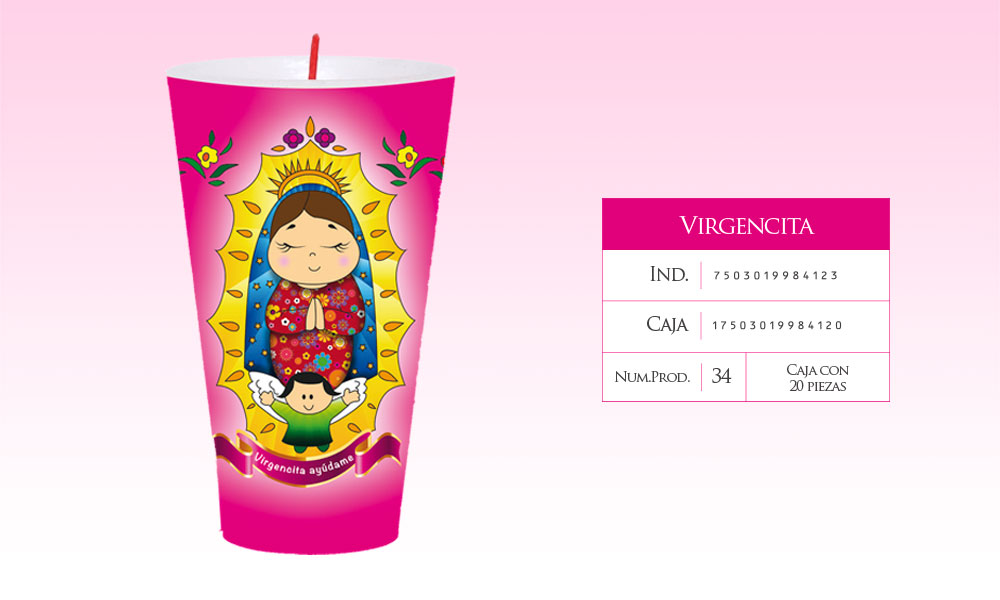 Virgencita ayúdame
VIRGENCITA
IND. 7503019984123
CAJA 17503019984120
NUM.PROD. 34
CAJA CON
20 PIEZAS